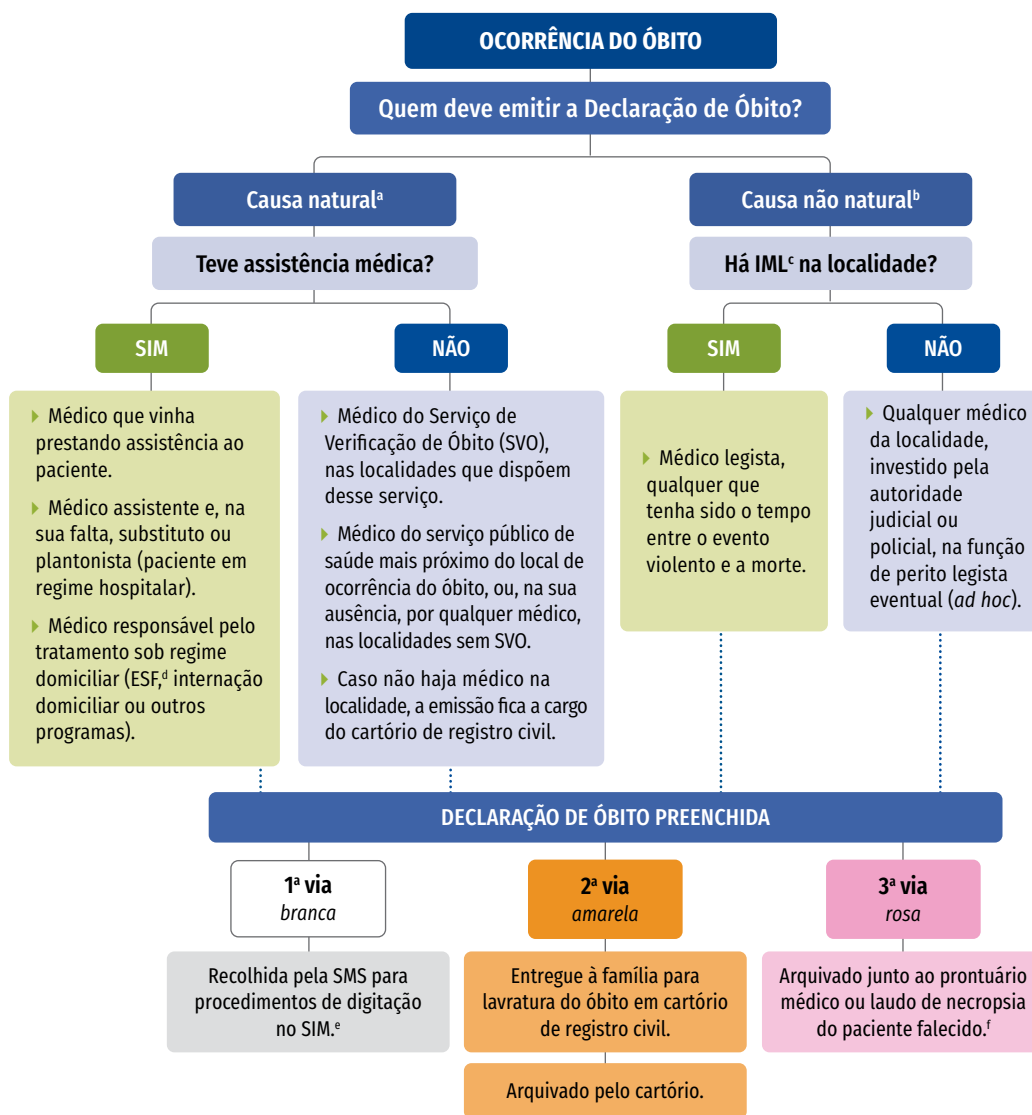 OCORRÊNCIA DO ÓBITO
Quem deve emitir a Declaração de Óbito?
Causa naturalᵃ
Causa não naturalᵇ
Teve assistência médica?
Há IMLᶜ na localidade?
SIM
NÃO
SIM
NÃO
▸ Médico que vinha
prestando assistência ao
paciente.
▸ Médico assistente e, na
sua falta, substituto ou
plantonista (paciente em
regime hospitalar).
▸ Médico responsável pelo
tratamento sob regime
domiciliar (ESF,ᵈ internação
domiciliar ou outros
programas).
▸ Médico do Serviço de
Verificação de Óbito (SVO),
nas localidades que dispõem
desse serviço.
▸ Médico do serviço público de
saúde mais próximo do local de
ocorrência do óbito, ou, na sua
ausência, por qualquer médico,
nas localidades sem SVO.
▸ Caso não haja médico na
localidade, a emissão fica a cargo
do cartório de registro civil.
▸ Médico legista,
qualquer que
tenha sido o tempo
entre o evento
violento e a morte.
▸ Qualquer médico
da localidade,
investido pela
autoridade
judicial ou
policial, na função
de perito legista
eventual (ad hoc).
DECLARAÇÃO DE ÓBITO PREENCHIDA
1ª via
branca
2ª via
amarela
3ª via
rosa
Recolhida pela SMS para
procedimentos de digitação
no SIM.ᵉ
Entregue à família para
lavratura do óbito em cartório
de registro civil.
Arquivado junto ao prontuário
médico ou laudo de necropsia
do paciente falecido.ᶠ
Arquivado pelo cartório.